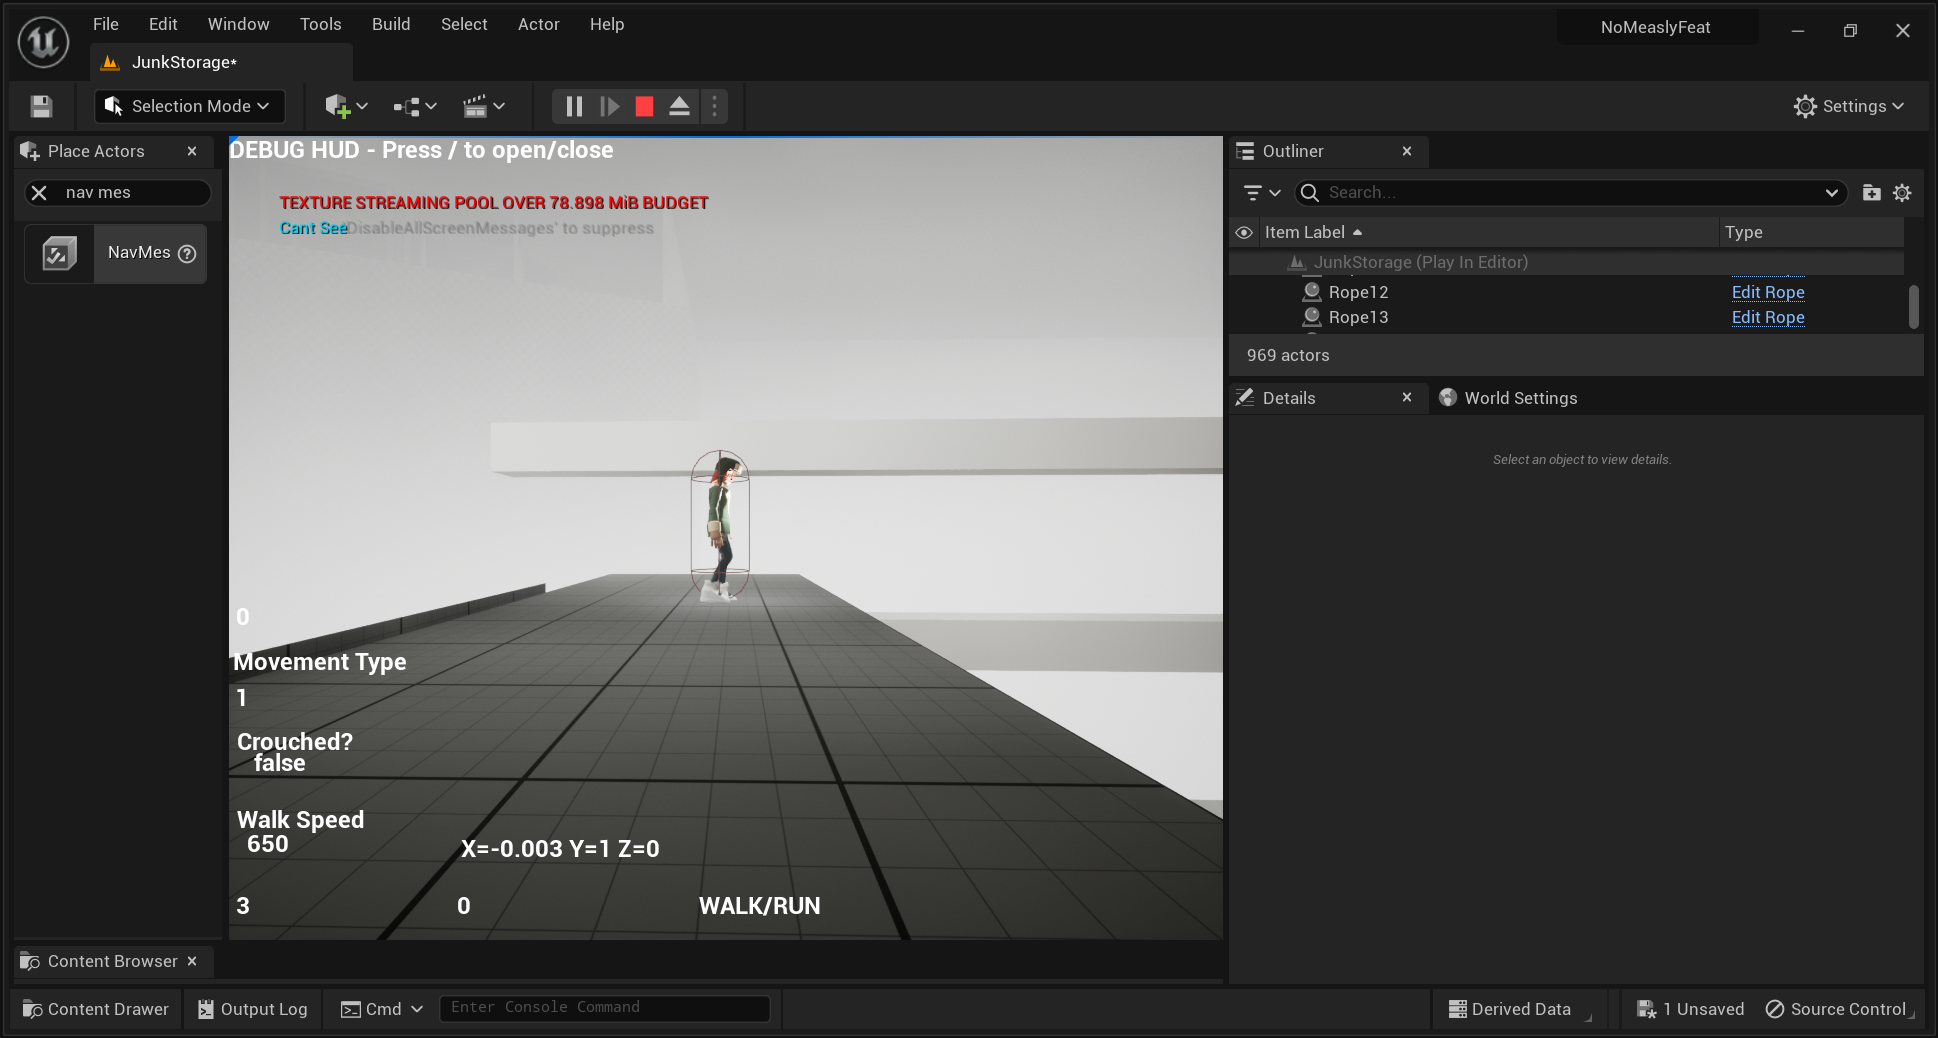 File Edit Window Tools Build Select Actor Help
NoMeaslyFeat
JunkStorage*
Selection Mode
Settings
Place Actors
nav mes
NavMes
DEBUG HUD - Press / to open/close
TEXTURE STREAMING POOL OVER 78.898 MiB BUDGET
Cant See
DisableAllScreenMessages' to suppress
0
Movement Type
1
Crouched?
false
Walk Speed
650
X=-0.003 Y=1 Z=0
3 0 WALK/RUN
Outliner
Search...
Item Label Type
JunkStorage (Play In Editor)
Rope12 Edit Rope
Rope13 Edit Rope
969 actors
Details World Settings
Select an object to view details.
Content Browser
Content Drawer Output Log Cmd Enter Console Command Derived Data 1 Unsaved Source Control